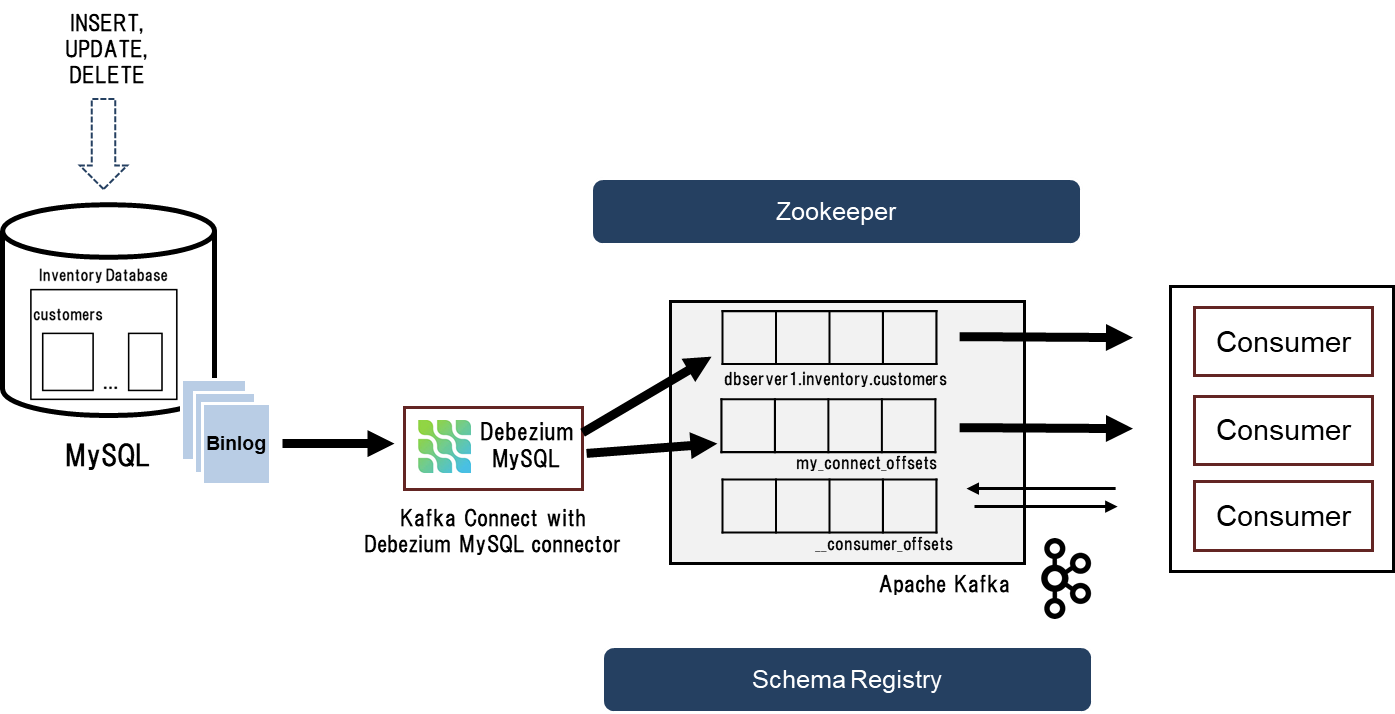 INSERT,
UPDATE,
DELETE
Zookeeper
Inventory Database
customers
...
MySQL
Binlog
Debezium
MySQL
Kafka Connect with
Debezium MySQL connector
dbserver1.inventory.customers
my_connect_offsets
__consumer_offsets
Apache Kafka
Consumer
Consumer
Consumer
Schema Registry